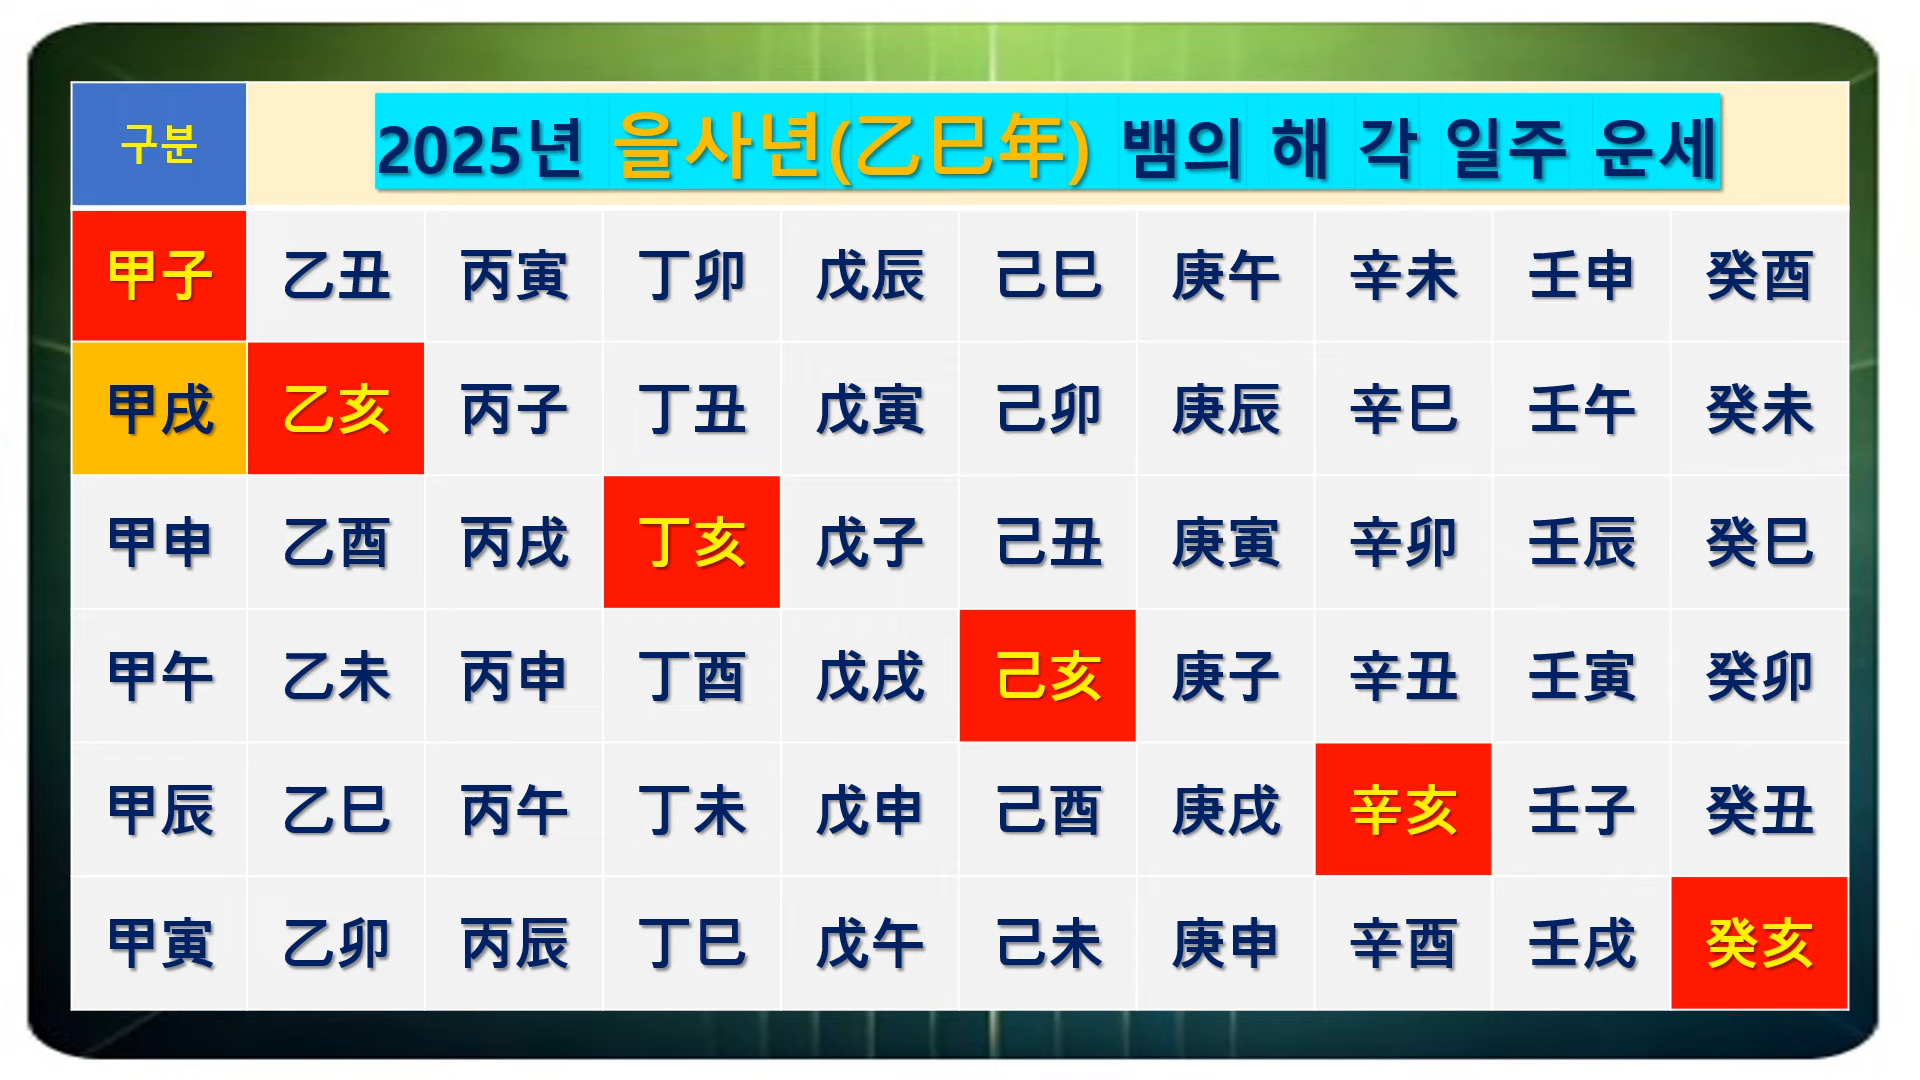 구분
2025년 을사년(乙巳年) 뱀의 해 각 일주 운세
甲子 乙丑 丙寅 丁卯 戊辰 己巳 庚午 辛未 壬申 癸酉
甲戌 乙亥 丙子 丁丑 戊寅 己卯 庚辰 辛巳 壬午 癸未
甲申 乙酉 丙戌 丁亥 戊子 己丑 庚寅 辛卯 壬辰 癸巳
甲午 乙未 丙申 丁酉 戊戌 己亥 庚子 辛丑 壬寅 癸卯
甲辰 乙巳 丙午 丁未 戊申 己酉 庚戌 辛亥 壬子 癸丑
甲寅 乙卯 丙辰 丁巳 戊午 己未 庚申 辛酉 壬戌 癸亥